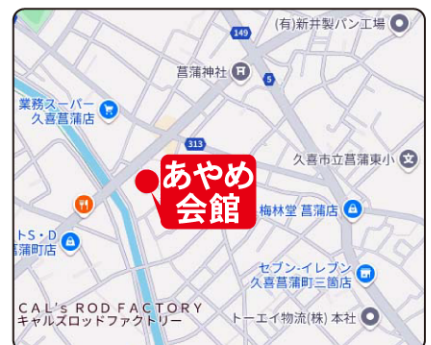 149
(有)新井製パン工場
菖蒲神社
5
業務スーパー
久喜菖蒲店
313
久喜市立菖蒲東小
あやめ
会館
梅林堂 菖蒲店
トS・D
菖蒲町店
セブン-イレブン
久喜菖蒲町三箇店
CAL's ROD FACTORY
キャルズロッドファクトリー
トーエイ物流(株) 本社